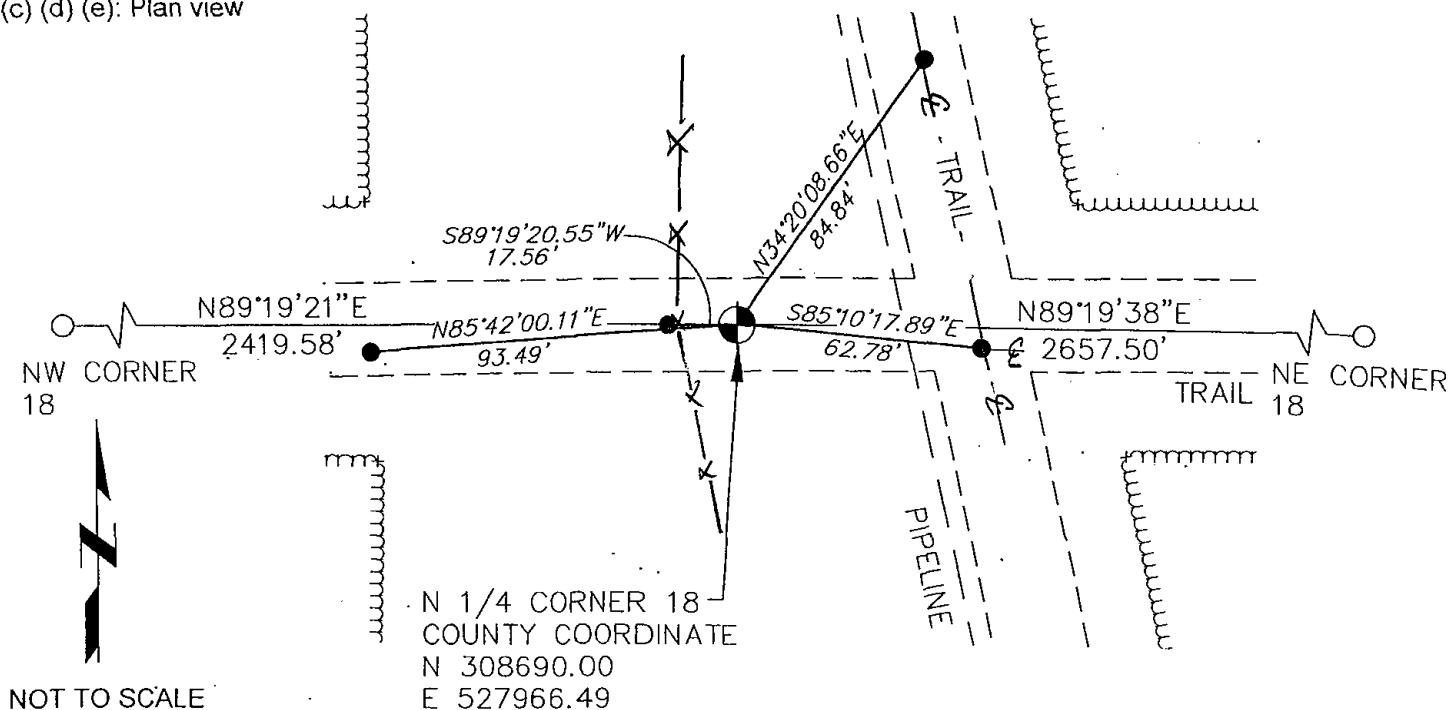 (c) (d) (e): Plan view
N34°20'08.66"E
84.84'
℄ - TRAIL -
S89°19'20.55"W
17.56'
N89°19'21"E
2419.58'
N85°42'00.11"E
93.49'
S85°10'17.89"E
62.78'
N89°19'38"E
2657.50'
℄
℄
NW CORNER
18
TRAIL
NE CORNER
18
PIPELINE
N
N 1/4 CORNER 18
COUNTY COORDINATE
N 308690.00
E 527966.49
NOT TO SCALE